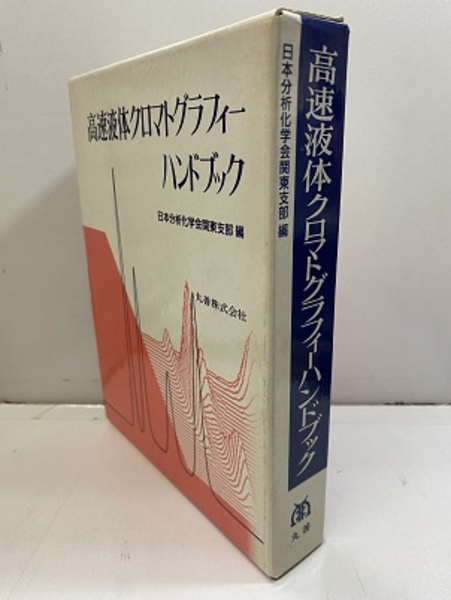 高速液体クロマトグラフィー
ハンドブック
日本分析化学会関東支部 編
丸善株式会社
高速液体クロマトグラフィーハンドブック
日本分析化学会関東支部 編
丸善